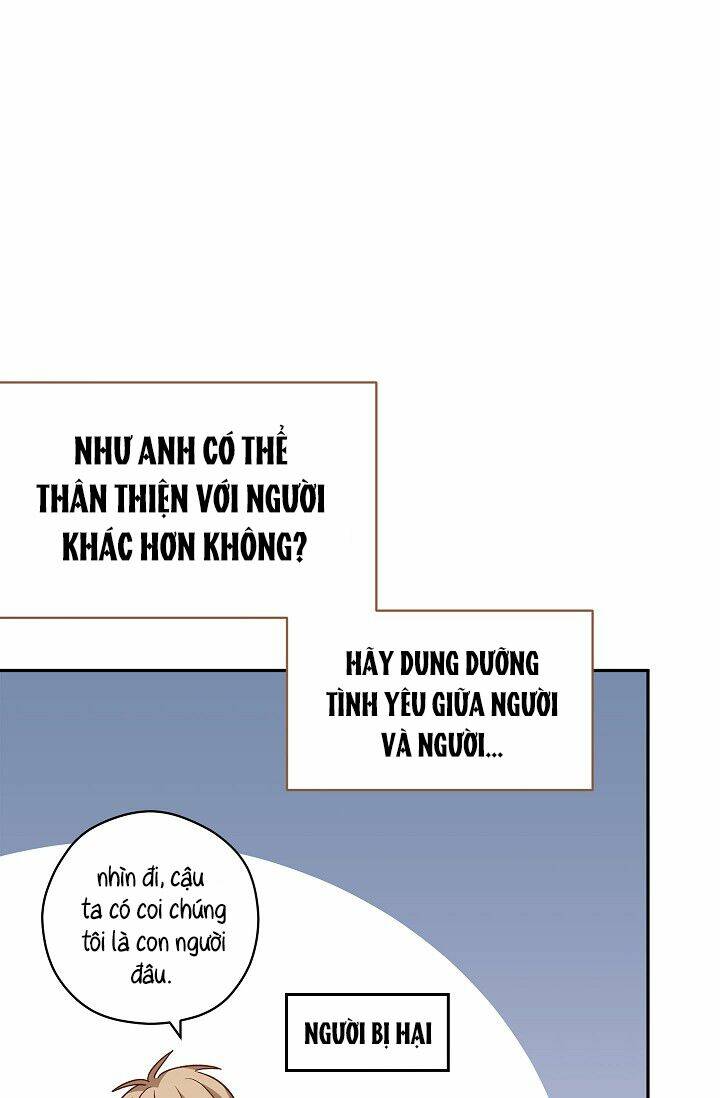 NHƯ ANH CÓ THỂ
THÂN THIỆN VỚI NGƯỜI
KHÁC HƠN KHÔNG?
HÃY DUNG DƯỠNG
TÌNH YÊU GIỮA NGƯỜI
VÀ NGƯỜI...
nhìn đi, cậu
ta có coi chúng
tôi là con người
đâu.
NGƯỜI BỊ HẠI